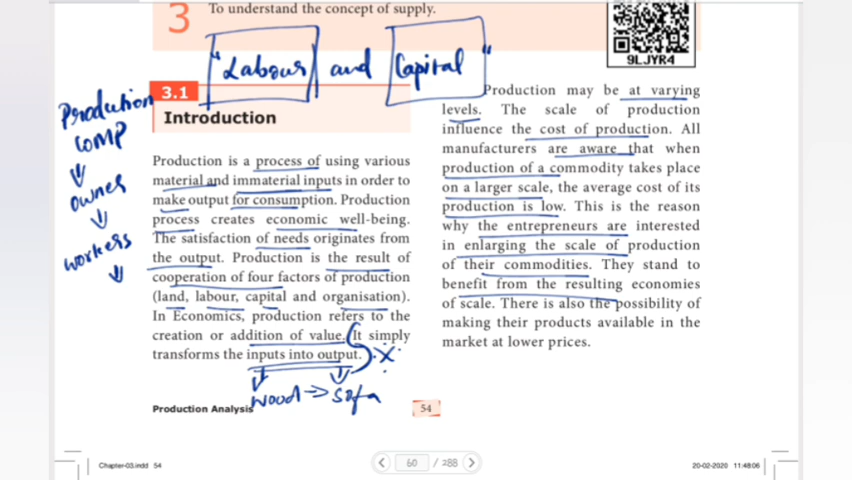 3
To understand the concept of supply.
9LJYR4
"Labour and Capital"
3.1
Introduction
Production
comp
owner
workers
Production is a process of using various
material and immaterial inputs in order to
make output for consumption. Production
process creates economic well-being.
The satisfaction of needs originates from
the output. Production is the result of
cooperation of four factors of production
(land, labour, capital and organisation).
In Economics, production refers to the
creation or addition of value. It simply
transforms the inputs into output. X
wood → sofa
Production may be at varying
levels. The scale of production
influence the cost of production. All
manufacturers are aware that when
production of a commodity takes place
on a larger scale, the average cost of its
production is low. This is the reason
why the entrepreneurs are interested
in enlarging the scale of production
of their commodities. They stand to
benefit from the resulting economies
of scale. There is also the possibility of
making their products available in the
market at lower prices.
Production Analysis
54
Chapter-03.indd 54
60 / 288
20-02-2020 11:48:06